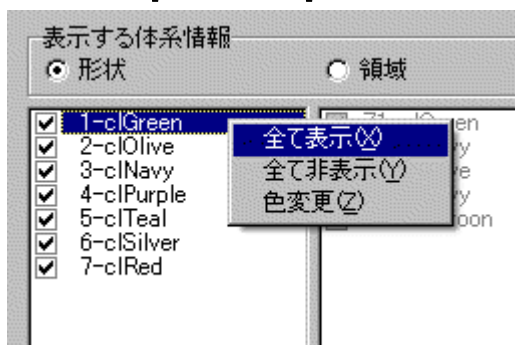 表示する体系情報
形状
領域
1-clGreen
2-clOlive
3-clNavy
4-clPurple
5-clTeal
6-clSilver
7-clRed
全て表示(X)
全て非表示(Y)
色変更(Z)